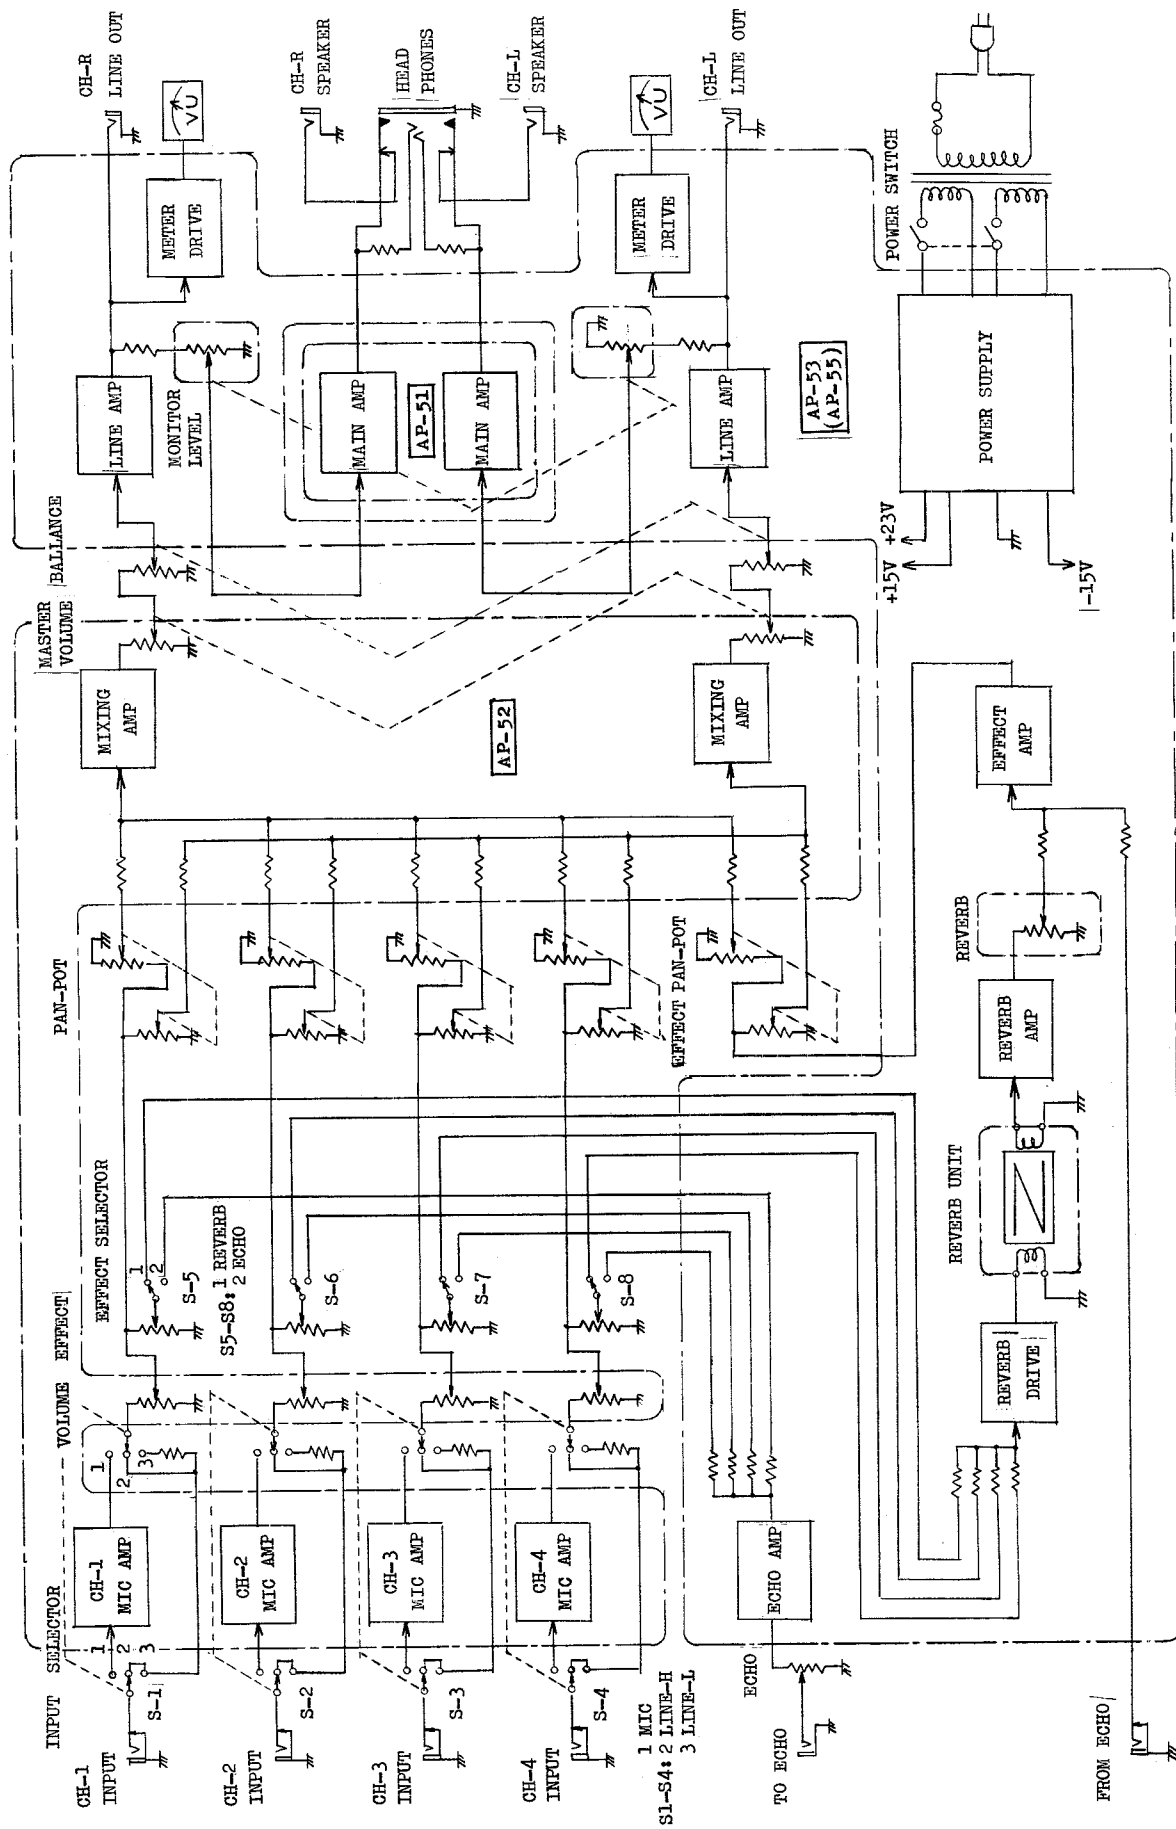 INPUT SELECTOR
VOLUME
EFFECT
EFFECT SELECTOR
PAN-POT
MASTER
VOLUME
BALLANCE
CH-R
LINE OUT
CH-1
INPUT
1
2
3
S-1
CH-1
MIC AMP
1
2
3
1
2
S-5
S5-S8: 1 REVERB
2 ECHO
MIXING
AMP
LINE AMP
METER
DRIVE
VU
MONITOR
LEVEL
CH-R
SPEAKER
CH-2
INPUT
S-2
CH-2
MIC AMP
S-6
MAIN AMP
AP-51
MAIN AMP
HEAD
PHONES
CH-3
INPUT
S-3
CH-3
MIC AMP
S-7
AP-52
CH-L
SPEAKER
CH-4
INPUT
S-4
CH-4
MIC AMP
S-8
1 MIC
S1-S4: 2 LINE-H
3 LINE-L
EFFECT PAN-POT
MIXING
AMP
LINE AMP
METER
DRIVE
VU
CH-L
LINE OUT
TO ECHO
ECHO
ECHO AMP
AP-53
(AP-55)
+15V
+23V
-15V
POWER SUPPLY
POWER SWITCH
REVERB UNIT
REVERB
REVERB
DRIVE
REVERB
AMP
EFFECT
AMP
FROM ECHO